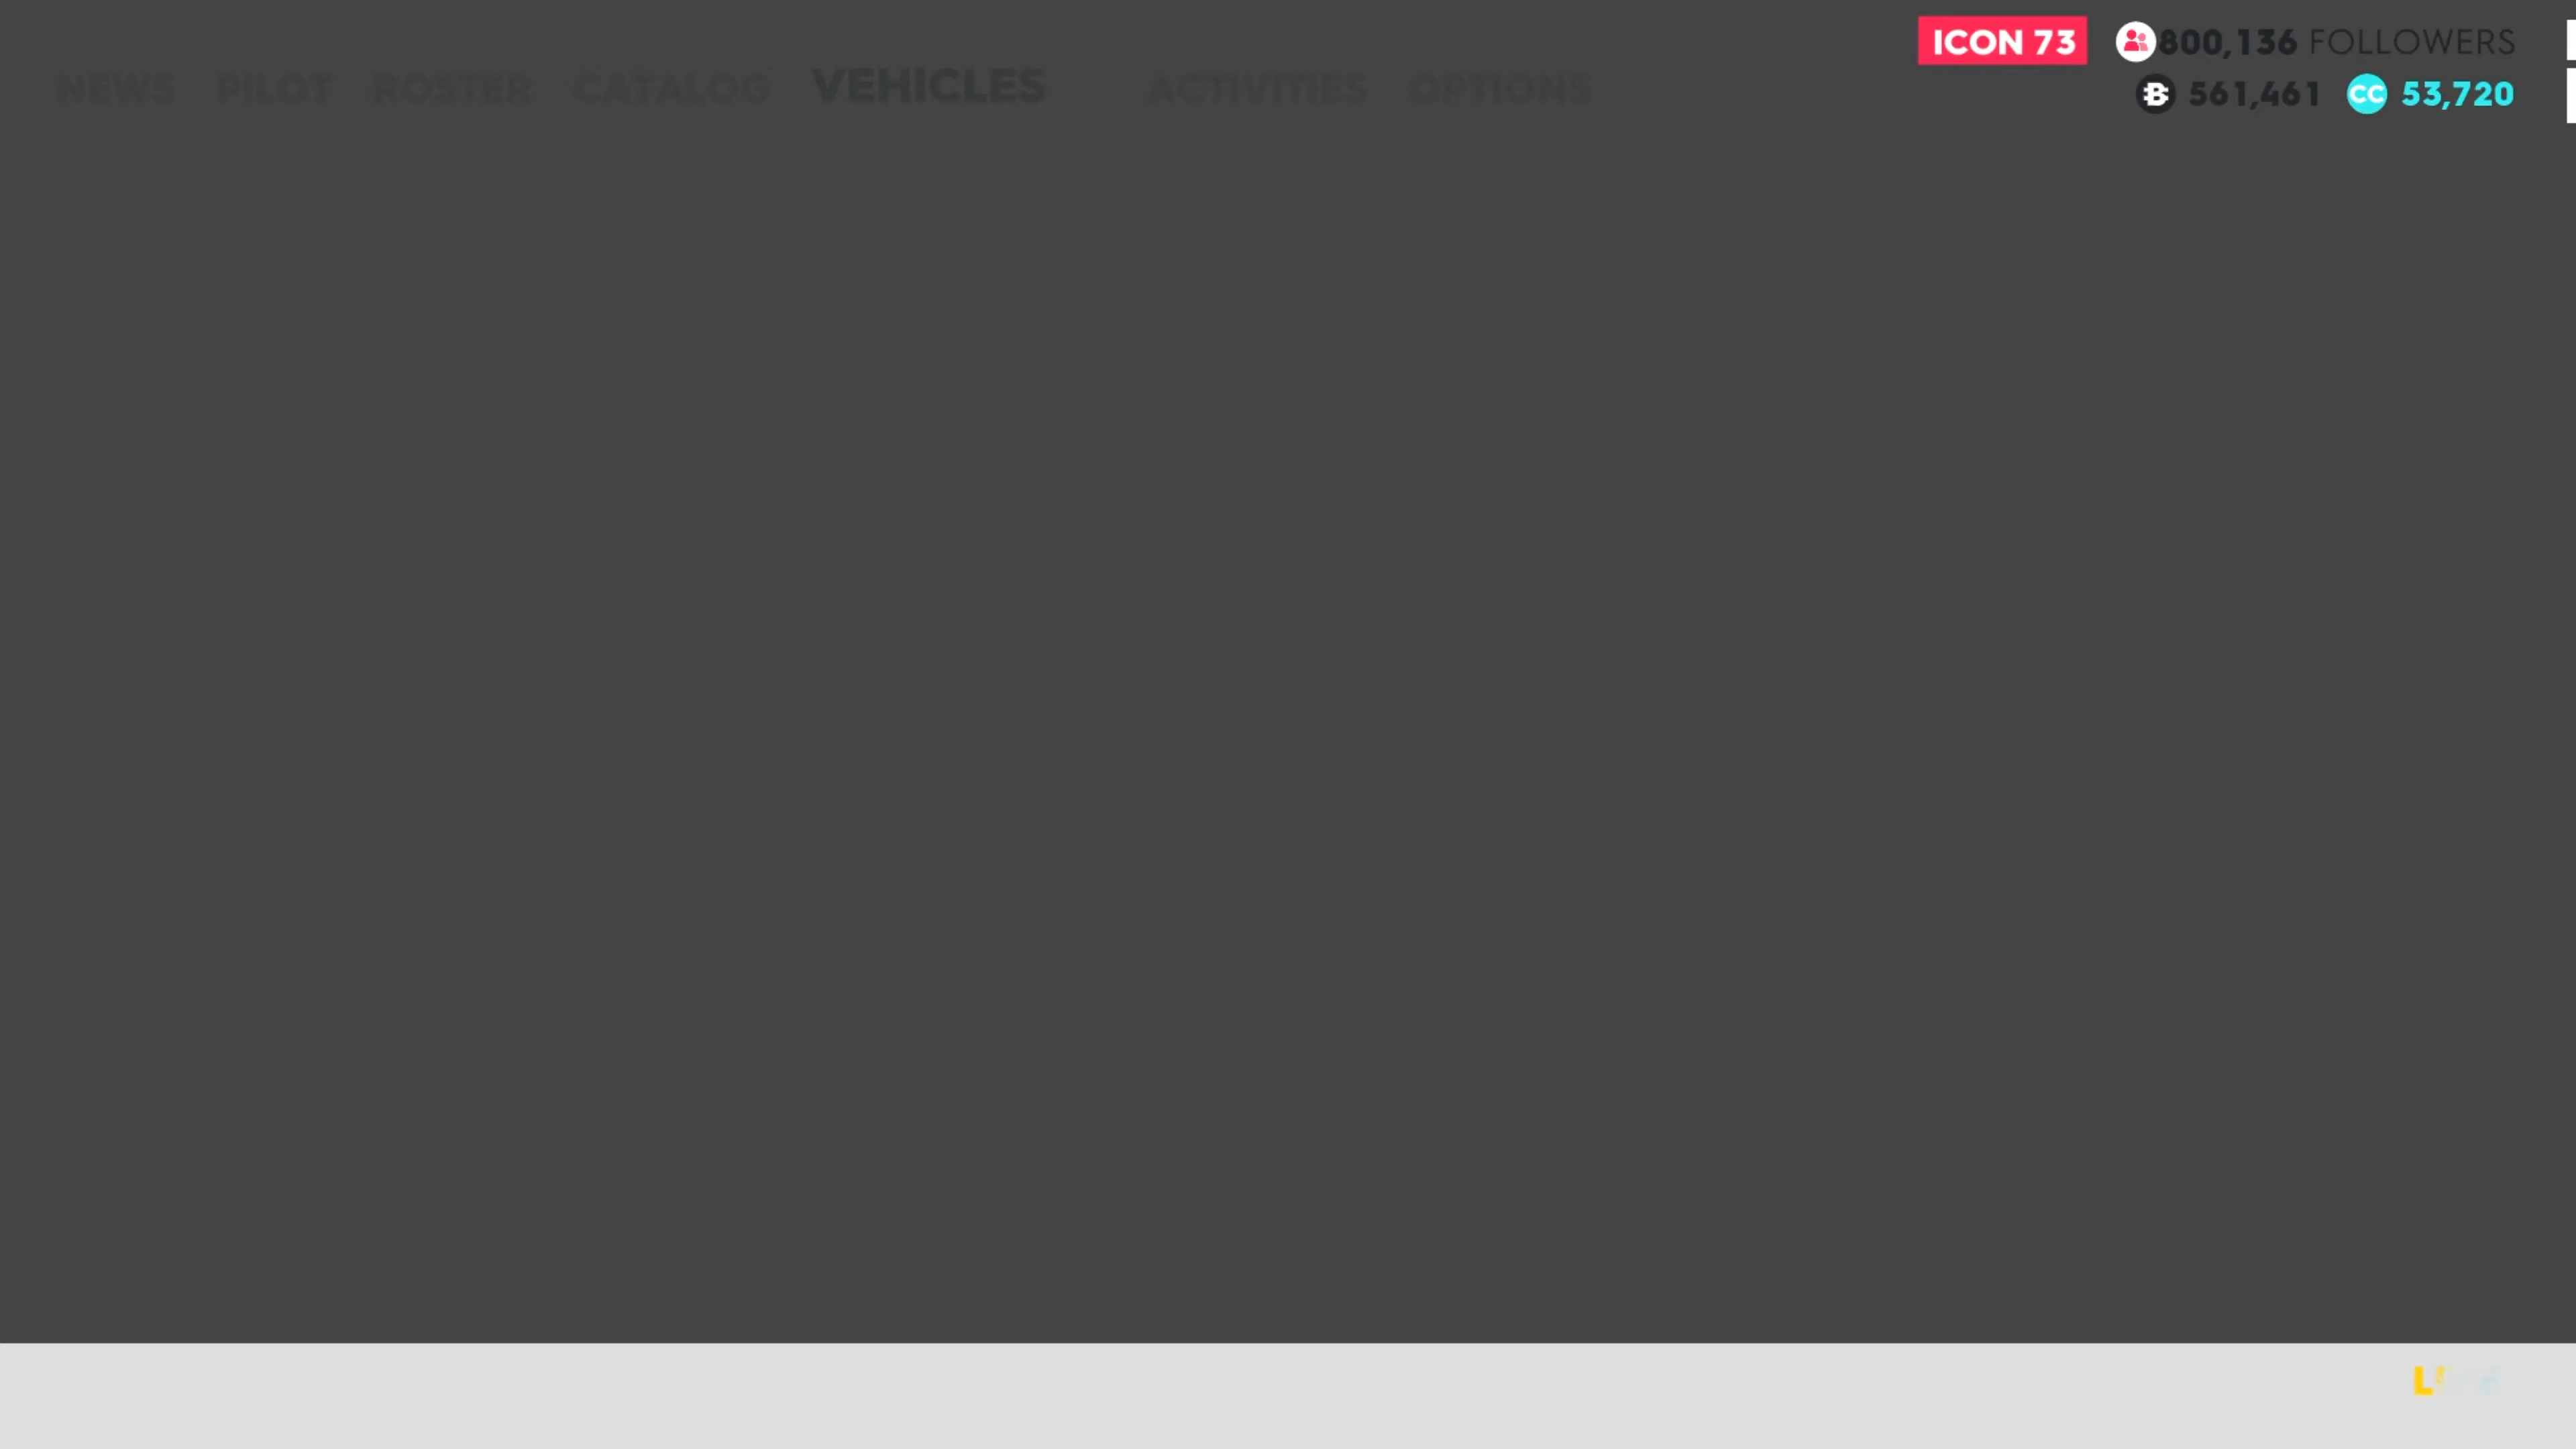 ICON 73 800,136 FOLLOWERS
NEWS PILOT ROSTER CATALOG VEHICLES ACTIVITIES OPTIONS
561,461 CC 53,720